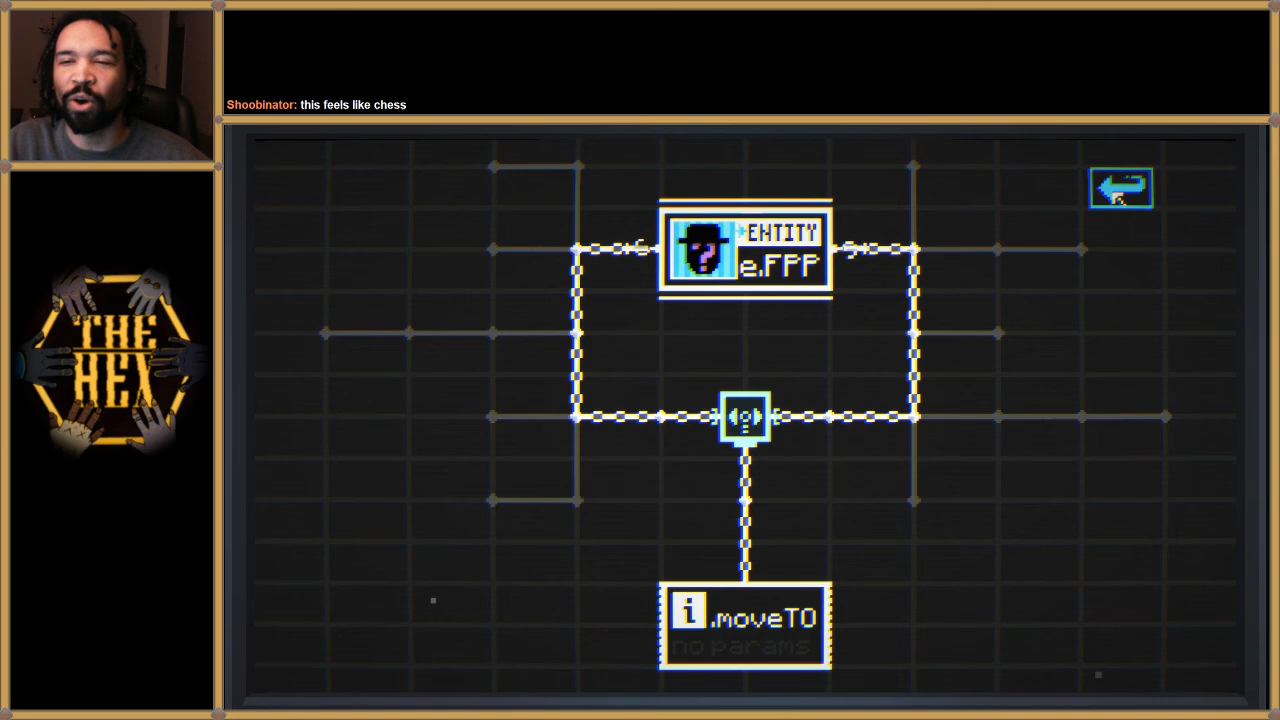 Shoobinator: this feels like chess
ENTITY
e.FPP
THE
HEX
?
i .moveTO
no params